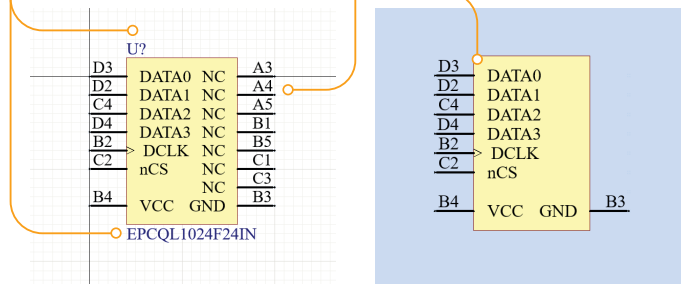 U?
D3 DATA0 NC A3
D2 DATA1 NC A4
C4 DATA2 NC A5
D4 DATA3 NC B1
B2 > DCLK NC B5
C2 nCS NC C1
NC C3
B4 VCC GND B3
EPCQL1024F24IN
D3 DATA0
D2 DATA1
C4 DATA2
D4 DATA3
B2 > DCLK
C2 nCS
B4 VCC GND B3